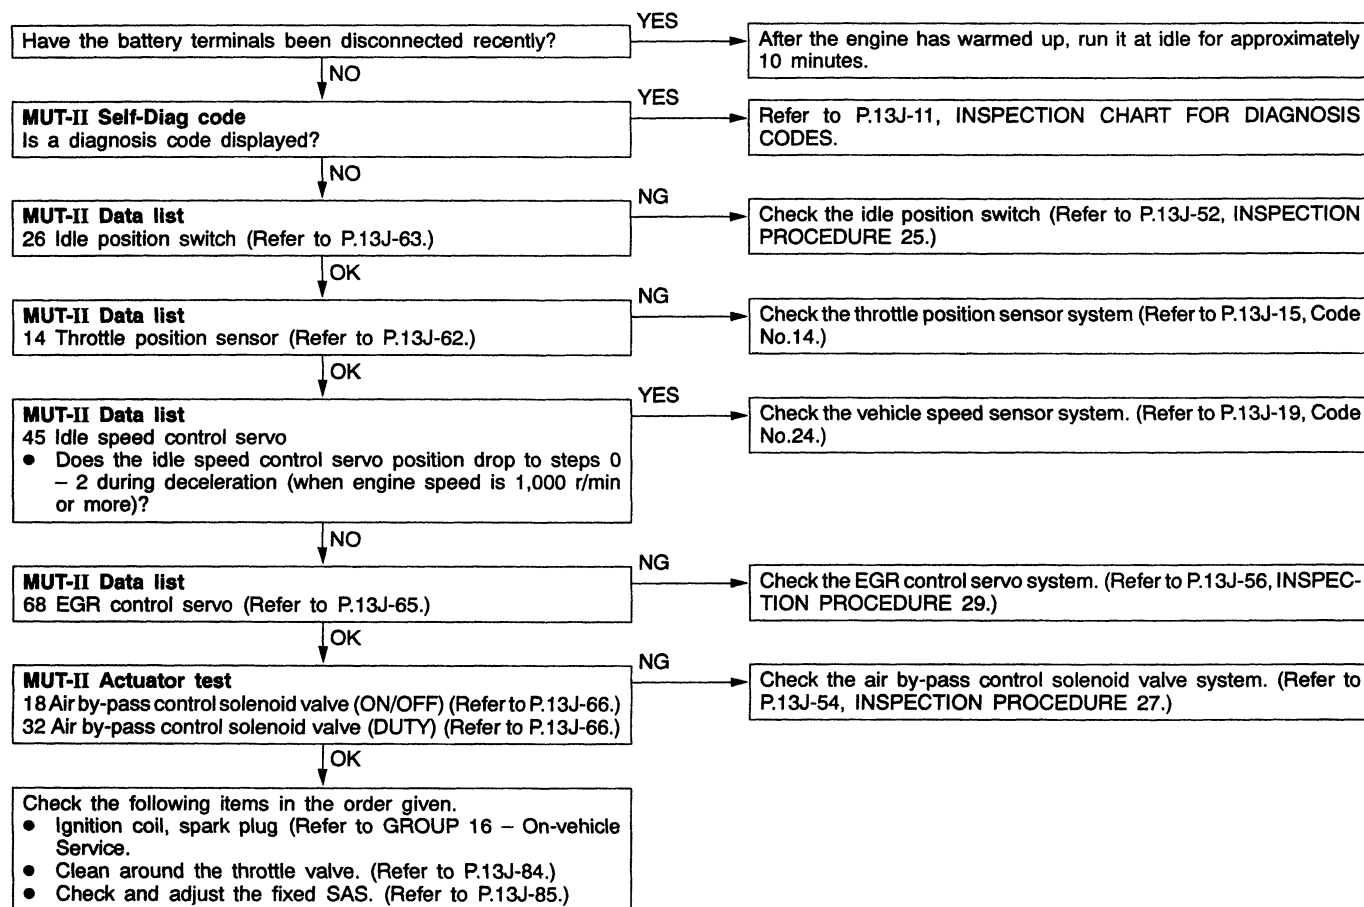 Have the battery terminals been disconnected recently?
YES
After the engine has warmed up, run it at idle for approximately
10 minutes.
NO
MUT-II Self-Diag code
Is a diagnosis code displayed?
YES
Refer to P.13J-11, INSPECTION CHART FOR DIAGNOSIS
CODES.
NO
MUT-II Data list
26 Idle position switch (Refer to P.13J-63.)
NG
Check the idle position switch (Refer to P.13J-52, INSPECTION
PROCEDURE 25.)
OK
MUT-II Data list
14 Throttle position sensor (Refer to P.13J-62.)
NG
Check the throttle position sensor system (Refer to P.13J-15, Code
No.14.)
OK
MUT-II Data list
45 Idle speed control servo
● Does the idle speed control servo position drop to steps 0
– 2 during deceleration (when engine speed is 1,000 r/min
or more)?
YES
Check the vehicle speed sensor system. (Refer to P.13J-19, Code
No.24.)
NO
MUT-II Data list
68 EGR control servo (Refer to P.13J-65.)
NG
Check the EGR control servo system. (Refer to P.13J-56, INSPEC-
TION PROCEDURE 29.)
OK
MUT-II Actuator test
18 Air by-pass control solenoid valve (ON/OFF) (Refer to P.13J-66.)
32 Air by-pass control solenoid valve (DUTY) (Refer to P.13J-66.)
NG
Check the air by-pass control solenoid valve system. (Refer to
P.13J-54, INSPECTION PROCEDURE 27.)
OK
Check the following items in the order given.
● Ignition coil, spark plug (Refer to GROUP 16 – On-vehicle
Service.
● Clean around the throttle valve. (Refer to P.13J-84.)
● Check and adjust the fixed SAS. (Refer to P.13J-85.)